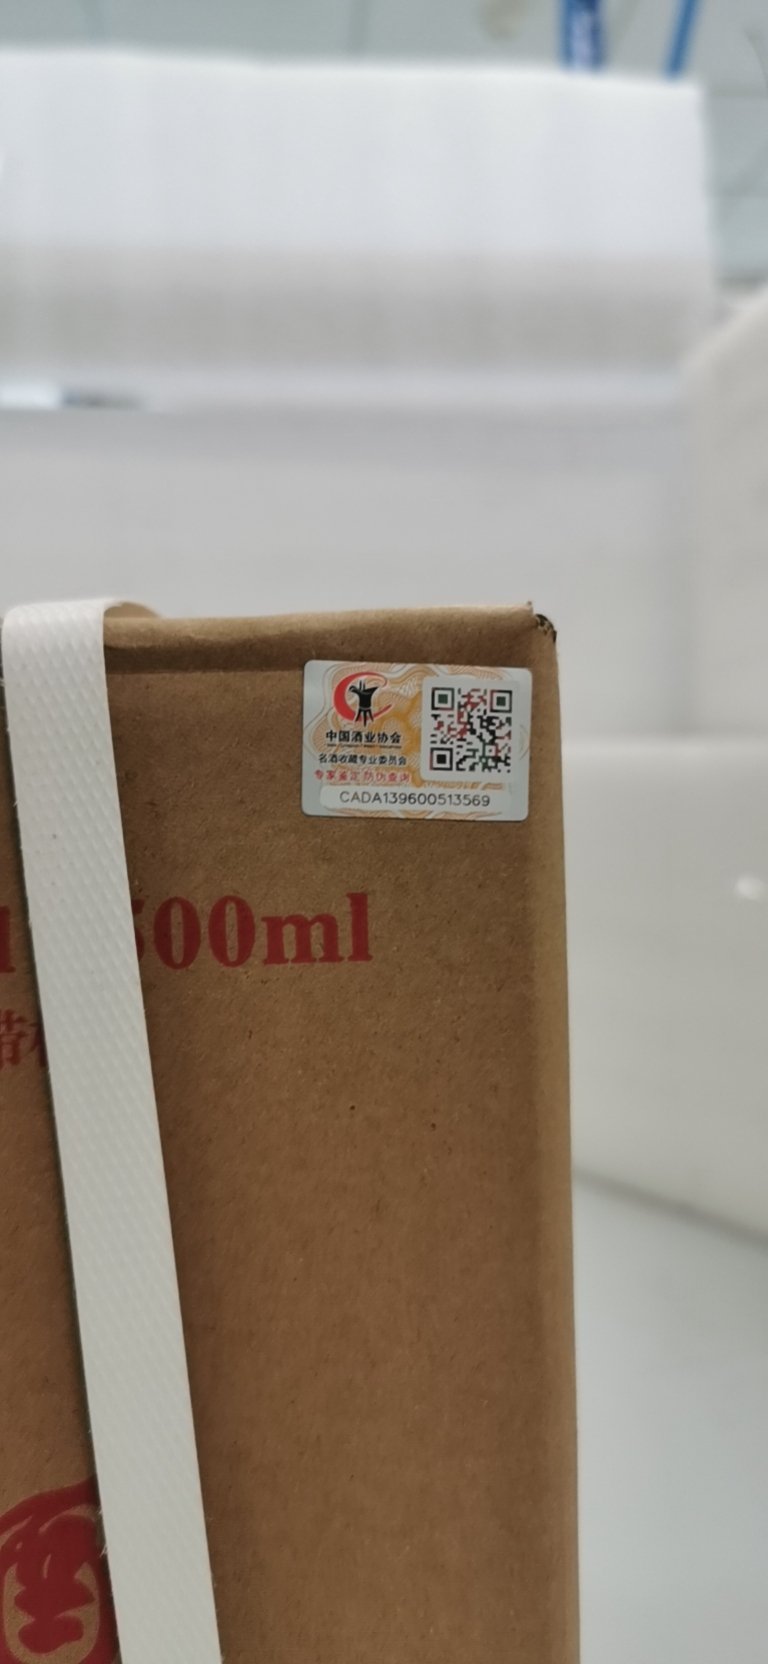 中国酒业协会
名酒收藏专业委员会
专家鉴定 防伪查询
CADA139600513569
500ml
带